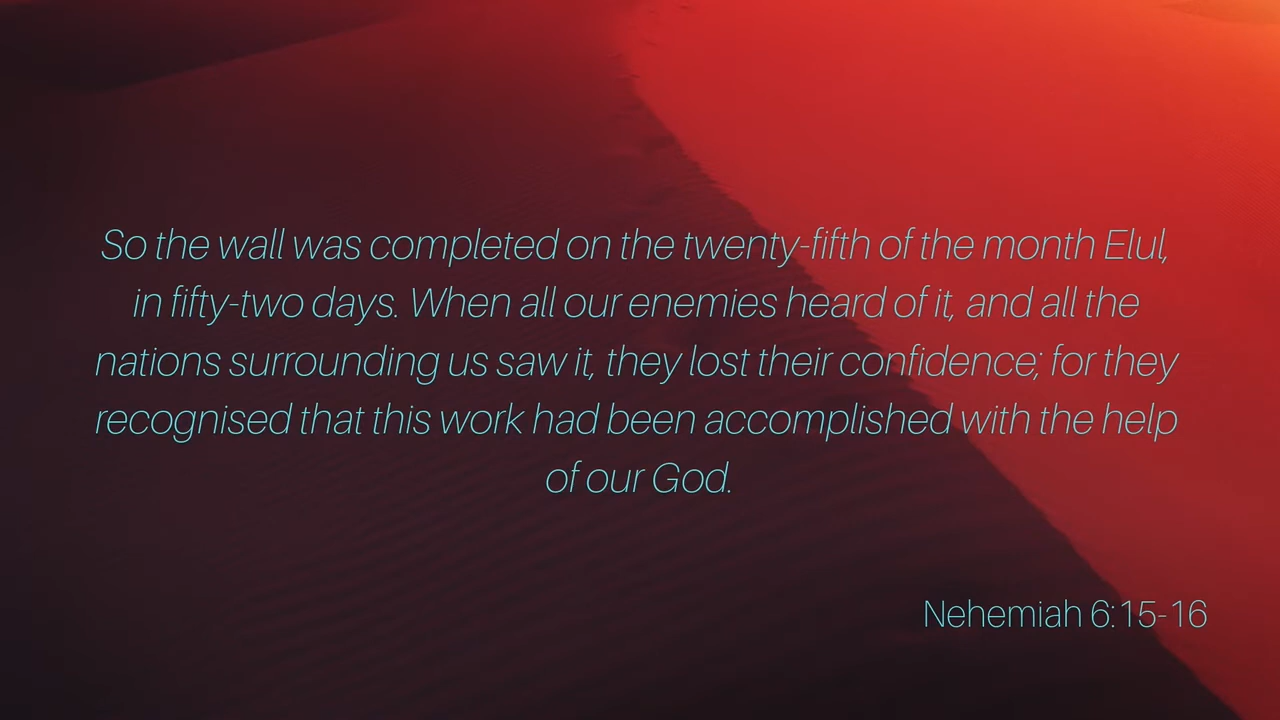 So the wall was completed on the twenty-fifth of the month Elul,
in fifty-two days. When all our enemies heard of it, and all the
nations surrounding us saw it, they lost their confidence; for they
recognised that this work had been accomplished with the help
of our God.
Nehemiah 6:15-16